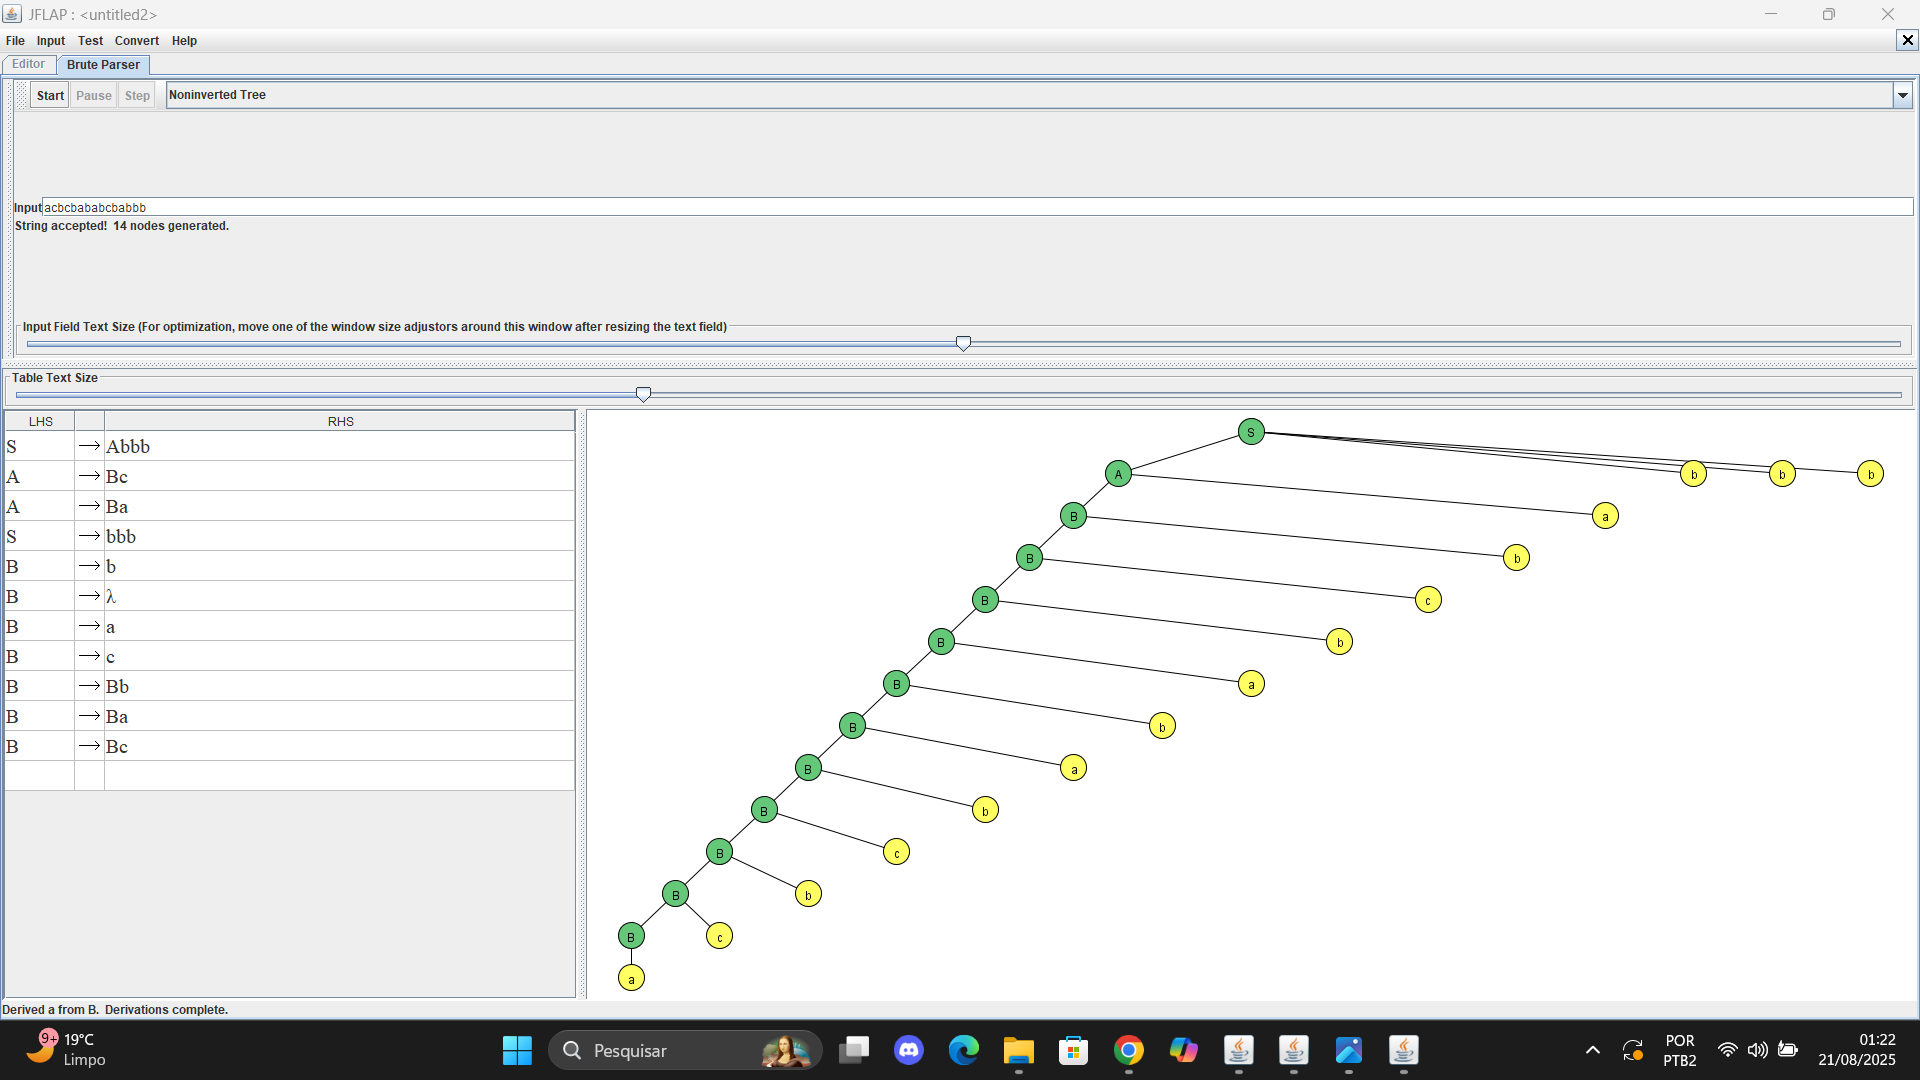 JFLAP : <untitled2>
File Input Test Convert Help
Editor Brute Parser
Start Pause Step Noninverted Tree
Input acbcbababcbabbb
String accepted! 14 nodes generated.
Input Field Text Size (For optimization, move one of the window size adjustors around this window after resizing the text field)
Table Text Size
LHS RHS
S → Abbb
A → Bc
A → Ba
S → bbb
B → b
B → λ
B → a
B → c
B → Bb
B → Ba
B → Bc
S
A b b b
B a
B b
B c
B b
B a
B b
B a
B b
B c
B b
B c
a
Derived a from B. Derivations complete.
9+ 19°C
Limpo
Pesquisar
POR
PTB2
01:22
21/08/2025